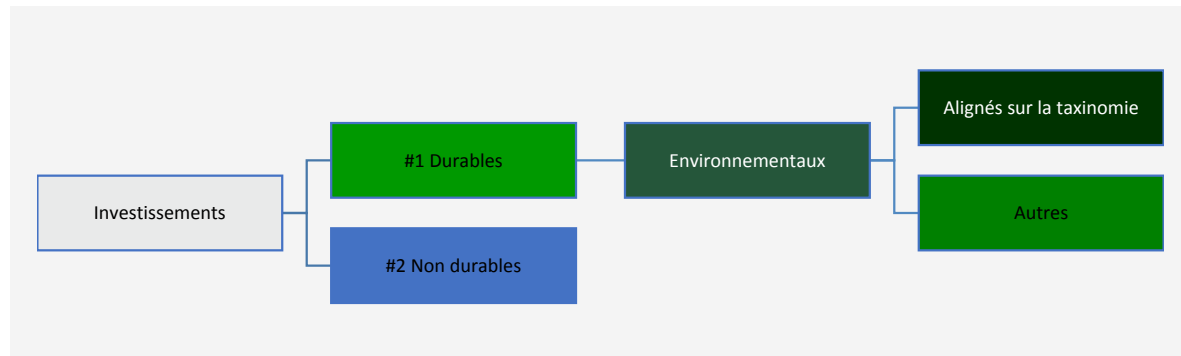 Investissements
#1 Durables
#2 Non durables
Environnementaux
Alignés sur la taxinomie
Autres